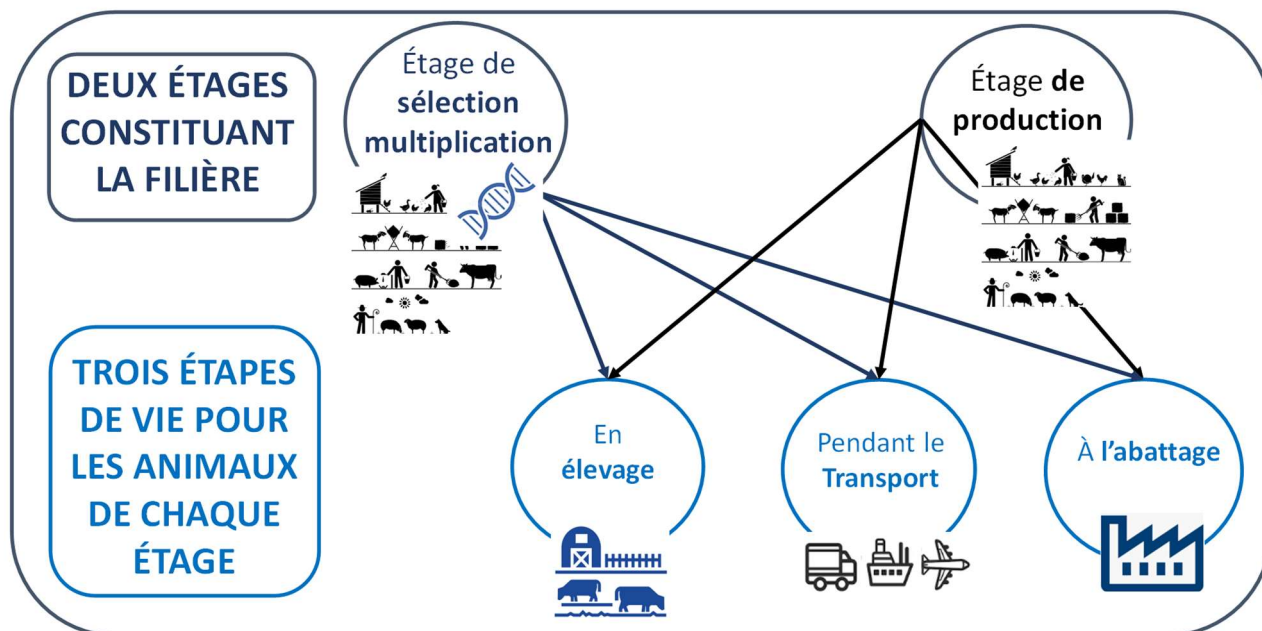 DEUX ÉTAGES
CONSTITUANT
LA FILIÈRE
Étage de
sélection
multiplication
Étage de
production
TROIS ÉTAPES
DE VIE POUR
LES ANIMAUX
DE CHAQUE
ÉTAGE
En
élevage
Pendant le
Transport
À l'abattage